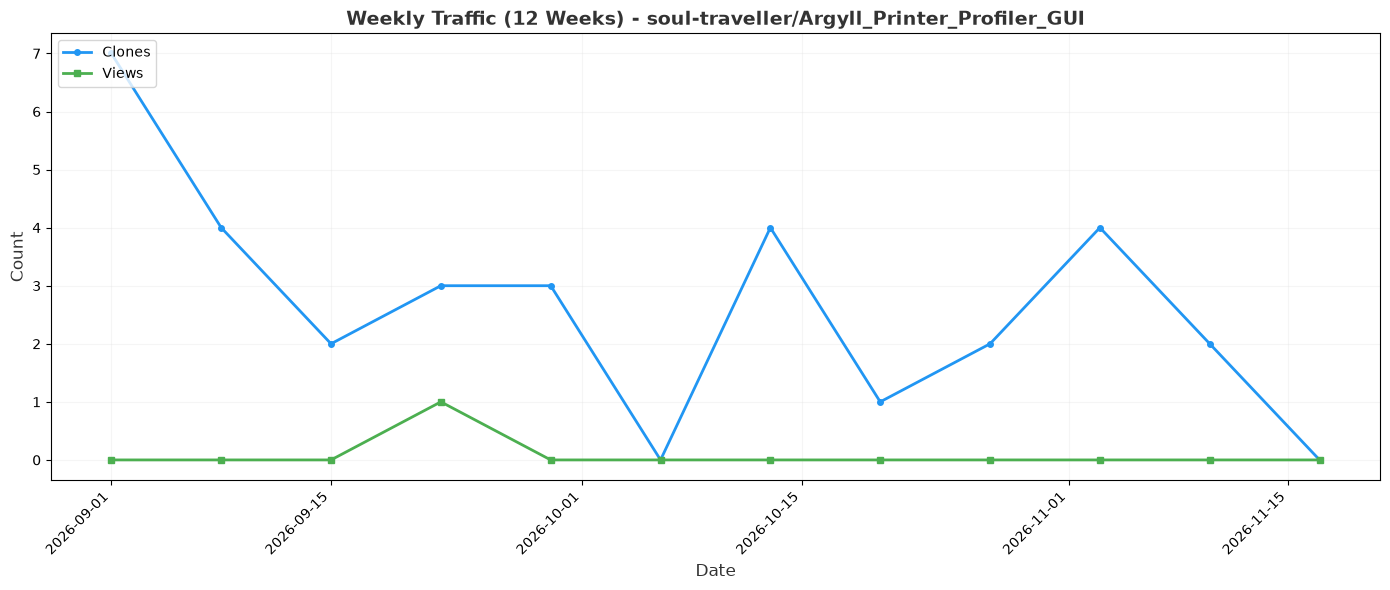 Weekly Traffic (12 Weeks) - soul-traveller/Argyll_Printer_Profiler_GUI
Clones
Views
Count
7
6
5
4
3
2
1
0
2026-09-01
2026-09-15
2026-10-01
2026-10-15
2026-11-01
2026-11-15
Date